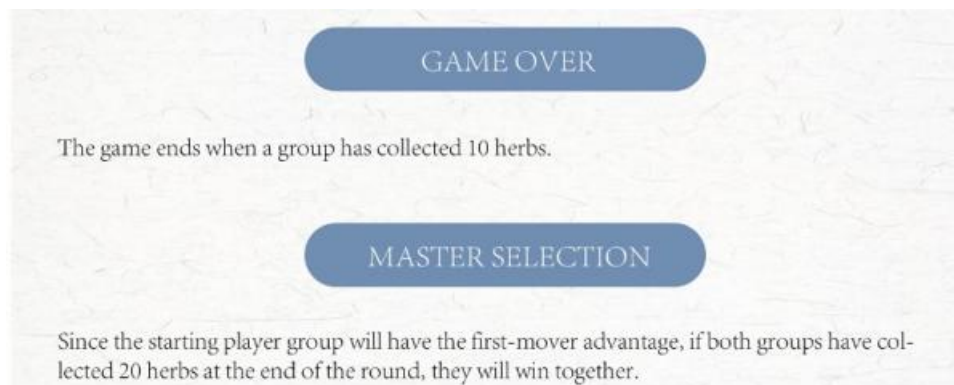 GAME OVER
The game ends when a group has collected 10 herbs.
MASTER SELECTION
Since the starting player group will have the first-mover advantage, if both groups have col-
lected 20 herbs at the end of the round, they will win together.